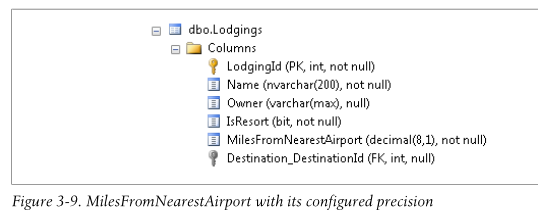 dbo.Lodgings
Columns
LodgingId (PK, int, not null)
Name (nvarchar(200), not null)
Owner (varchar(max), null)
IsResort (bit, not null)
MilesFromNearestAirport (decimal(8,1), not null)
Destination_DestinationId (FK, int, null)
Figure 3-9. MilesFromNearestAirport with its configured precision